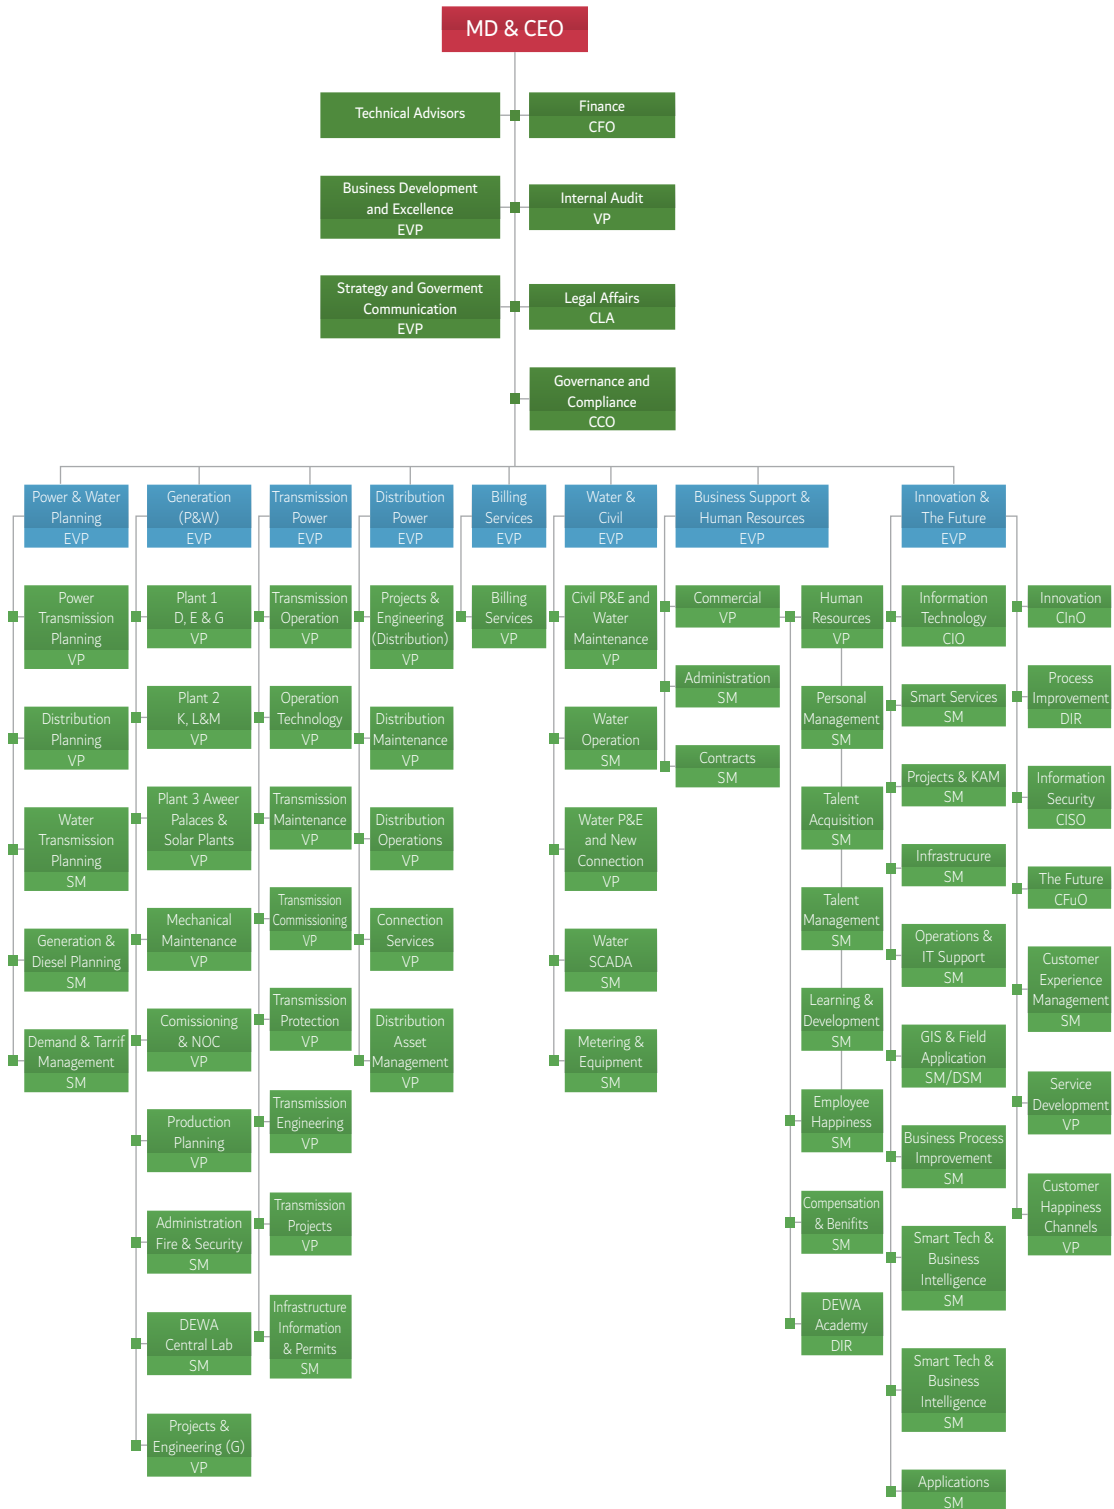 MD & CEO
Technical Advisors
Finance
CFO
Business Development
and Excellence
EVP
Internal Audit
VP
Strategy and Goverment
Communication
EVP
Legal Affairs
CLA
Governance and
Compliance
CCO
Power & Water
Planning
EVP
Power
Transmission
Planning
VP
Distribution
Planning
VP
Water
Transmission
Planning
SM
Generation &
Diesel Planning
SM
Demand & Tarrif
Management
SM
Generation
(P&W)
EVP
Plant 1
D, E & G
VP
Plant 2
K, L&M
VP
Plant 3 Aweer
Palaces &
Solar Plants
VP
Mechanical
Maintenance
VP
Comissioning
& NOC
VP
Production
Planning
VP
Administration
Fire & Security
SM
DEWA
Central Lab
SM
Projects &
Engineering (G)
VP
Transmission
Power
EVP
Transmission
Operation
VP
Operation
Technology
VP
Transmission
Maintenance
VP
Transmission
Commissioning
VP
Transmission
Protection
VP
Transmission
Engineering
VP
Transmission
Projects
VP
Infrastructure
Information
& Permits
SM
Distribution
Power
EVP
Projects &
Engineering
(Distribution)
VP
Distribution
Maintenance
VP
Distribution
Operations
VP
Connection
Services
VP
Distribution
Asset
Management
VP
Billing
Services
EVP
Billing
Services
VP
Water &
Civil
EVP
Civil P&E and
Water
Maintenance
VP
Water
Operation
SM
Water P&E
and New
Connection
VP
Water
SCADA
SM
Metering &
Equipment
SM
Business Support &
Human Resources
EVP
Commercial
VP
Administration
SM
Contracts
SM
Human
Resources
VP
Personal
Management
SM
Talent
Acquisition
SM
Talent
Management
SM
Learning &
Development
SM
Employee
Happiness
SM
Compensation
& Benifits
SM
DEWA
Academy
DIR
Innovation &
The Future
EVP
Information
Technology
CIO
Smart Services
SM
Projects & KAM
SM
Infrastrucure
SM
Operations &
IT Support
SM
GIS & Field
Application
SM/DSM
Business Process
Improvement
SM
Smart Tech &
Business
Intelligence
SM
Smart Tech &
Business
Intelligence
SM
Applications
SM
Innovation
CInO
Process
Improvement
DIR
Information
Security
CISO
The Future
CFuO
Customer
Experience
Management
SM
Service
Development
VP
Customer
Happiness
Channels
VP